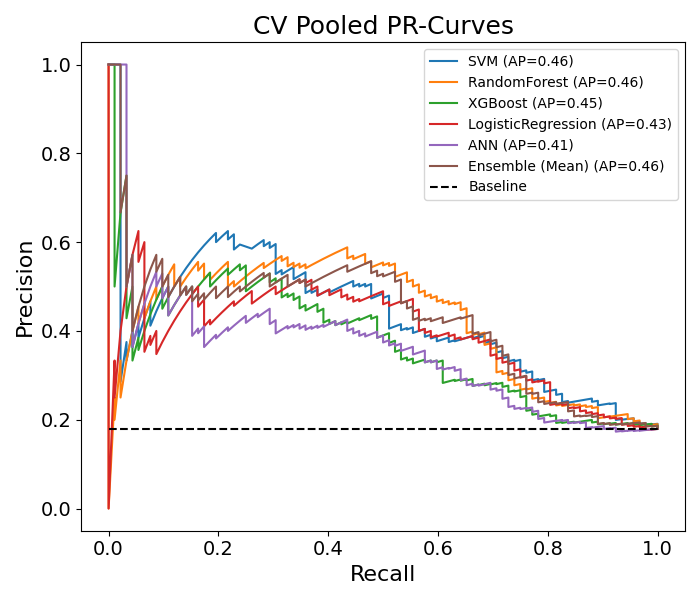 CV Pooled PR-Curves
SVM (AP=0.46)
RandomForest (AP=0.46)
XGBoost (AP=0.45)
LogisticRegression (AP=0.43)
ANN (AP=0.41)
Ensemble (Mean) (AP=0.46)
Baseline
Precision
1.0
0.8
0.6
0.4
0.2
0.0
0.0 0.2 0.4 0.6 0.8 1.0
Recall